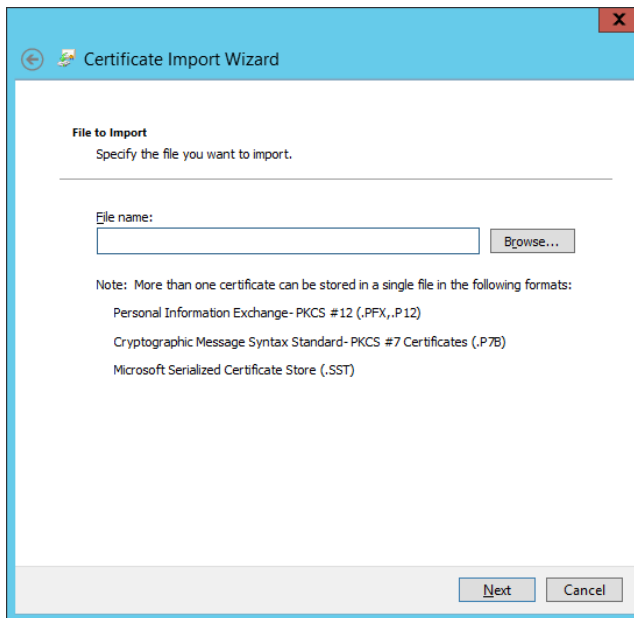 X
Certificate Import Wizard
File to Import
Specify the file you want to import.
File name:
Browse...
Note: More than one certificate can be stored in a single file in the following formats:
Personal Information Exchange- PKCS #12 (.PFX,.P12)
Cryptographic Message Syntax Standard- PKCS #7 Certificates (.P7B)
Microsoft Serialized Certificate Store (.SST)
Next Cancel